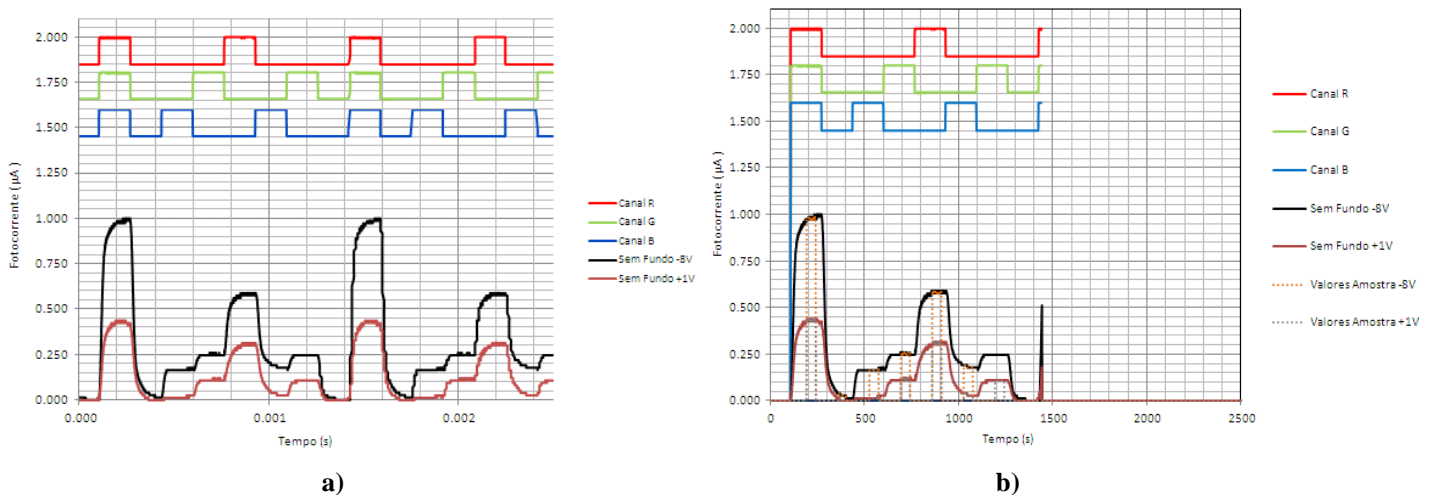 2.000
1.750
1.500
1.250
1.000
0.750
0.500
0.250
0.000
Fotocorrente ( µA )
0.000
0.001
0.002
Tempo (s)
Canal R
Canal G
Canal B
Sem Fundo -8V
Sem Fundo +1V
a)
2.000
1.750
1.500
1.250
1.000
0.750
0.500
0.250
0.000
Fotocorrente ( µA )
0
500
1000
1500
2000
2500
Tempo (s)
Canal R
Canal G
Canal B
Sem Fundo -8V
Sem Fundo +1V
Valores Amostra -8V
Valores Amostra +1V
b)